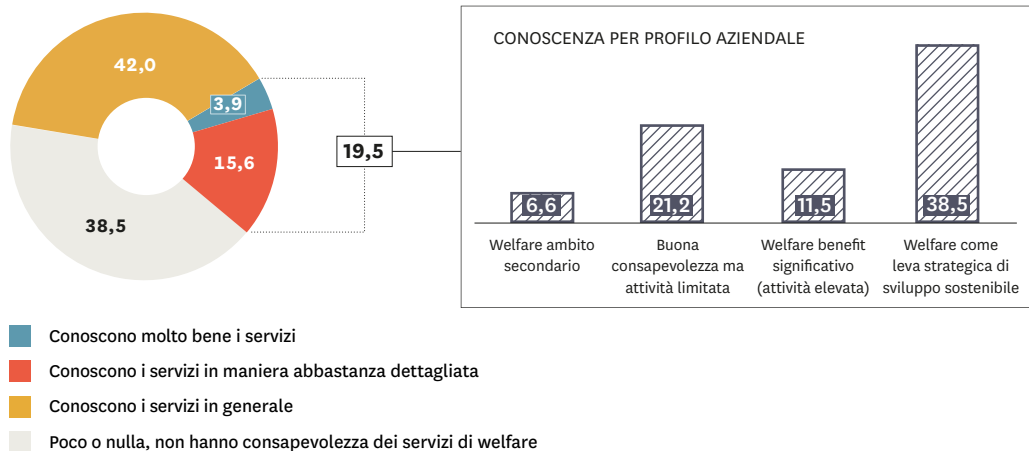 42,0
3,9
15,6
38,5
19,5
CONOSCENZA PER PROFILO AZIENDALE
6,6
21,2
11,5
38,5
Welfare ambito
secondario
Buona
consapevolezza ma
attività limitata
Welfare benefit
significativo
(attività elevata)
Welfare come
leva strategica di
sviluppo sostenibile
Conoscono molto bene i servizi
Conoscono i servizi in maniera abbastanza dettagliata
Conoscono i servizi in generale
Poco o nulla, non hanno consapevolezza dei servizi di welfare